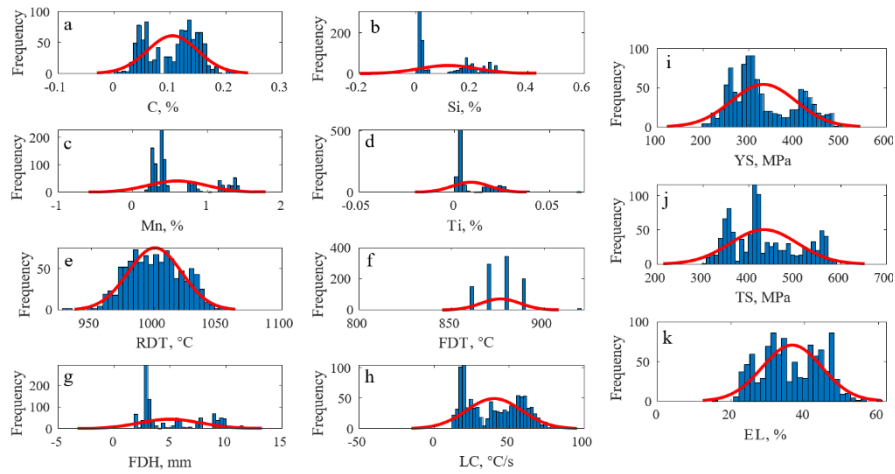 a
Frequency
100
50
0
-0.1 0 0.1 0.2 0.3
C, %
b
Frequency
300
200
100
0
-0.2 0 0.2 0.4 0.6
Si, %
c
Frequency
200
100
0
-1 0 1 2
Mn, %
d
Frequency
500
0
-0.05 0 0.05
Ti, %
e
Frequency
50
0
950 1000 1050 1100
RDT, °C
f
Frequency
400
200
0
800 850 900
FDT, °C
g
Frequency
200
100
0
-5 0 5 10 15
FDH, mm
h
Frequency
100
50
0
-50 0 50 100
LC, °C/s
i
Frequency
100
50
0
100 200 300 400 500 600
YS, MPa
j
Frequency
100
50
0
200 300 400 500 600 700
TS, MPa
k
Frequency
100
50
0
0 20 40 60
EL, %